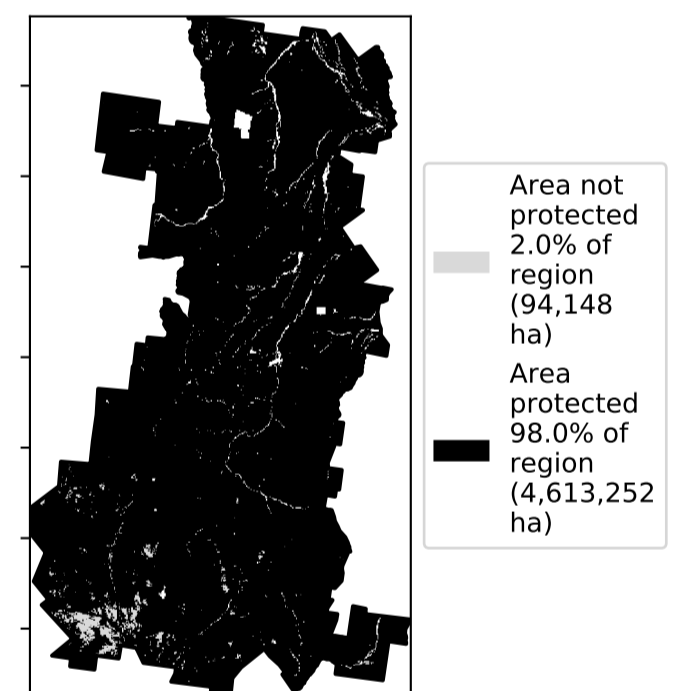 Area not
protected
2.0% of
region
(94,148
ha)
Area
protected
98.0% of
region
(4,613,252
ha)